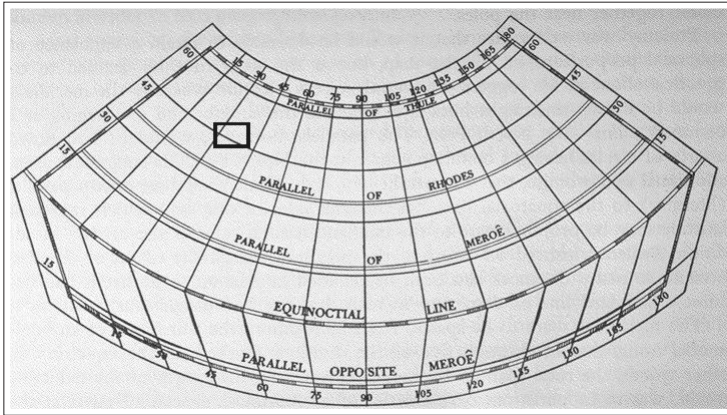 60 15 30 45 60 75 90 105 120 135 150 165 180 60
PARALLEL OF THULE
45 45
30 30
PARALLEL OF RHODES
15 15
PARALLEL OF MEROË
EQUINOCTIAL LINE
15
PARALLEL OPPOSITE MEROË
45 60 75 90 105 120 135 150 165 180